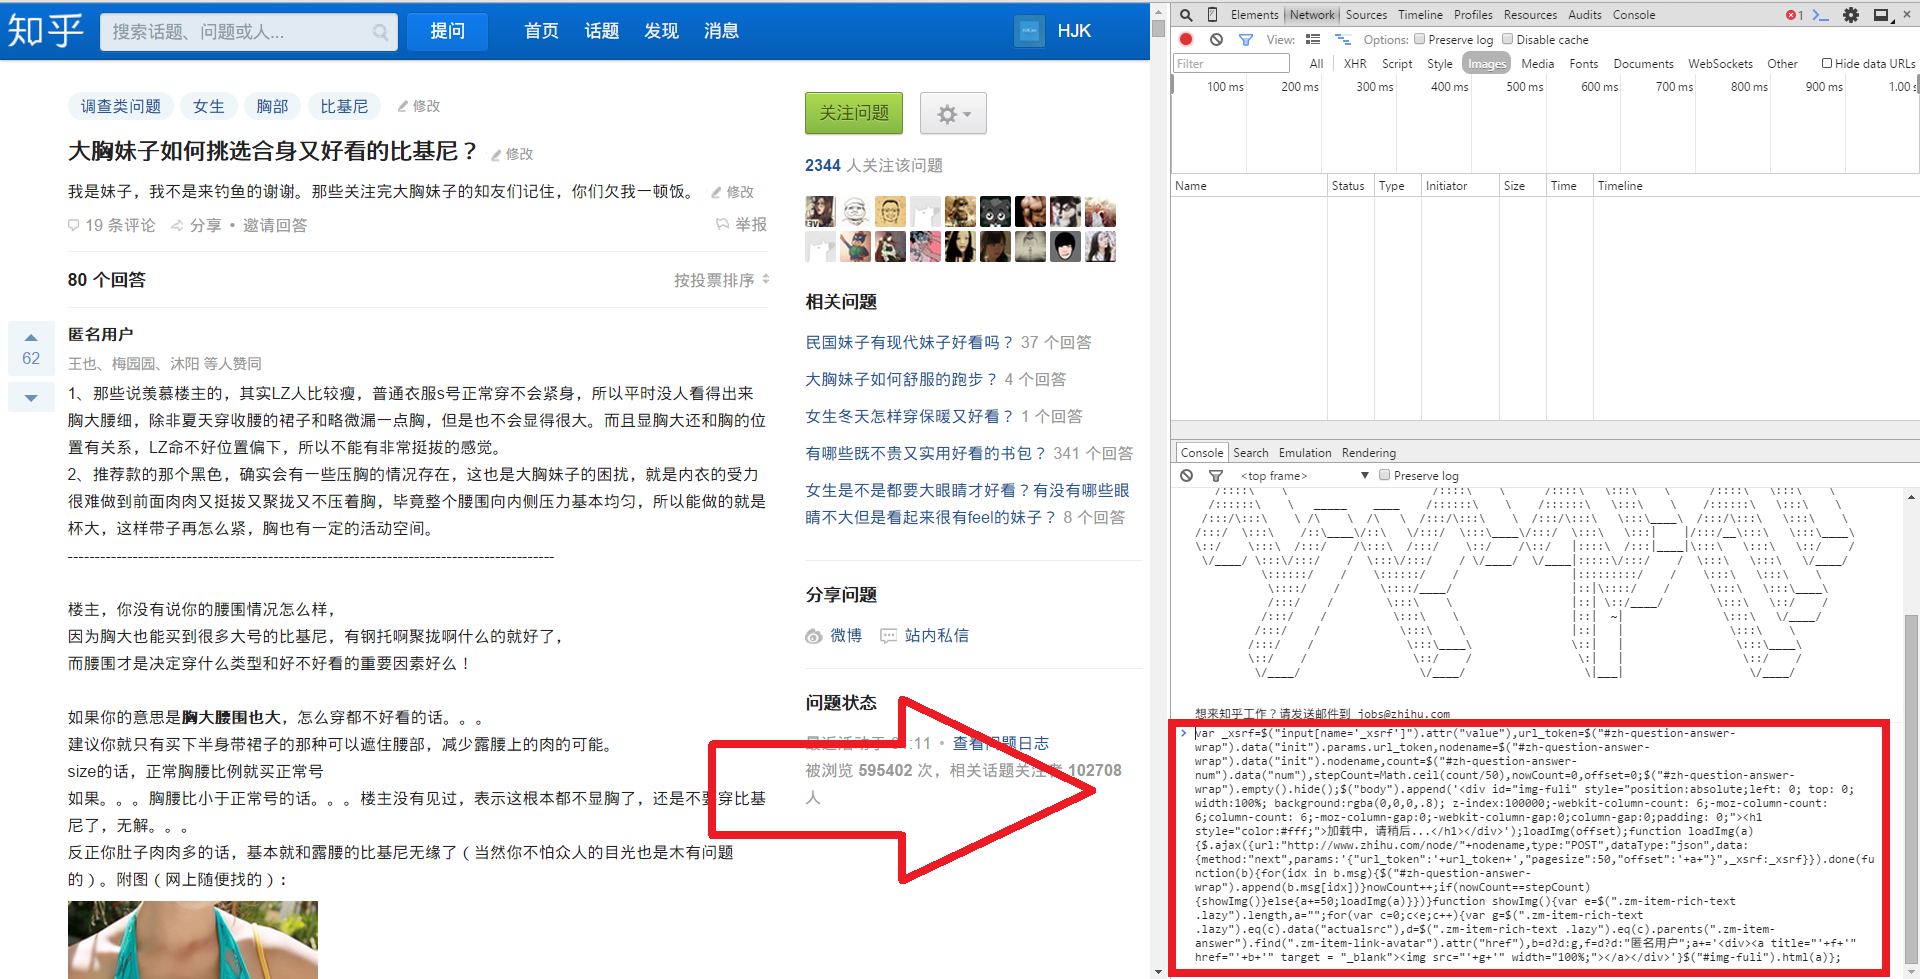 知乎
搜索话题、问题或人...
提问
首页 话题 发现 消息
HJK
调查类问题 女生 胸部 比基尼 修改
大胸妹子如何挑选合身又好看的比基尼？ 修改
我是妹子，我不是来钓鱼的谢谢。那些关注完大胸妹子的知友们记住，你们欠我一顿饭。 修改
19 条评论 分享 • 邀请回答 举报
80 个回答 按投票排序
62
匿名用户
王也、梅园园、沐阳 等人赞同
1、那些说羡慕楼主的，其实LZ人比较瘦，普通衣服s号正常穿不会紧身，所以平时没人看得出来
胸大腰细，除非夏天穿收腰的裙子和略微漏一点胸，但是也不会显得很大。而且显胸大还和胸的位
置有关系，LZ命不好位置偏下，所以不能有非常挺拔的感觉。
2、推荐款的那个黑色，确实会有一些压胸的情况存在，这也是大胸妹子的困扰，就是内衣的受力
很难做到前面肉肉又挺拔又聚拢又不压着胸，毕竟整个腰围向内侧压力基本均匀，所以能做的就是
杯大，这样带子再怎么紧，胸也有一定的活动空间。
楼主，你没有说你的腰围情况怎么样，
因为胸大也能买到很多大号的比基尼，有钢托啊聚拢啊什么的就好了，
而腰围才是决定穿什么类型和好不好看的重要因素好么！
如果你的意思是胸大腰围也大，怎么穿都不好看的话。。。
建议你就只有买下半身带裙子的那种可以遮住腰部，减少露腰上的肉的可能。
size的话，正常胸腰比例就买正常号
如果。。。胸腰比小于正常号的话。。。楼主没有见过，表示这根本都不显胸了，还是不要穿比基
尼了，无解。。。
反正你肚子肉肉多的话，基本就和露腰的比基尼无缘了（当然你不怕众人的目光也是木有问题
的）。附图（网上随便找的）：
关注问题
2344 人关注该问题
相关问题
民国妹子有现代妹子好看吗？ 37 个回答
大胸妹子如何舒服的跑步？ 4 个回答
女生冬天怎样穿保暖又好看？ 1 个回答
有哪些既不贵又实用好看的书包？ 341 个回答
女生是不是都要大眼睛才好看？有没有哪些眼
睛不大但是看起来很有feel的妹子？ 8 个回答
分享问题
微博 站内私信
问题状态
最近活动于 :11 • 查看问题日志
被浏览 595402 次，相关话题关注者 102708
人
Elements Network Sources Timeline Profiles Resources Audits Console 1
View: Options: Preserve log Disable cache
Filter All XHR Script Style Images Media Fonts Documents WebSockets Other Hide data URLs
100 ms 200 ms 300 ms 400 ms 500 ms 600 ms 700 ms 800 ms 900 ms 1.00 s
Name Status Type Initiator Size Time Timeline
Console Search Emulation Rendering
<top frame> Preserve log
想来知乎工作？请发送邮件到 jobs@zhihu.com
var _xsrf=$("input[name='_xsrf']").attr("value"),url_token=$("#zh-question-answer-
wrap").data("init").params.url_token,nodename=$("#zh-question-answer-
wrap").data("init").nodename,count=$("#zh-question-answer-
num").data("num"),stepCount=Math.ceil(count/50),nowCount=0,offset=0;$("#zh-question-answer-
wrap").empty().hide();$("body").append('<div id="img-fuli" style="position:absolute;left: 0; top: 0;
width:100%; background:rgba(0,0,0,.8); z-index:100000;-webkit-column-count: 6;-moz-column-count:
6;column-count: 6;-moz-column-gap:0;-webkit-column-gap:0;column-gap:0;padding: 0;"><h1
style="color:#fff;">加载中，请稍后...</h1></div>');loadImg(offset);function loadImg(a)
{$.ajax({url:"http://www.zhihu.com/node/"+nodename,type:"POST",dataType:"json",data:
{method:"next",params:'{"url_token":'+url_token+',"pagesize":50,"offset":'+a+"}",_xsrf:_xsrf}}).done(fu
nction(b){for(idx in b.msg){$("#zh-question-answer-
wrap").append(b.msg[idx])}nowCount++;if(nowCount==stepCount)
{showImg()}else{a+=50;loadImg(a)}})}function showImg(){var e=$(".zm-item-rich-text
.lazy").length,a="";for(var c=0;c<e;c++){var g=$(".zm-item-rich-text
.lazy").eq(c).data("actualsrc"),d=$(".zm-item-rich-text .lazy").eq(c).parents(".zm-item-
answer").find(".zm-item-link-avatar").attr("href"),b=d?d:g,f=d?d:"匿名用户";a+='<div><a title="'+f+'"
href="'+b+'" target = "_blank"><img src="'+g+'" width="100%;"></a></div>'}$("#img-fuli").html(a)};